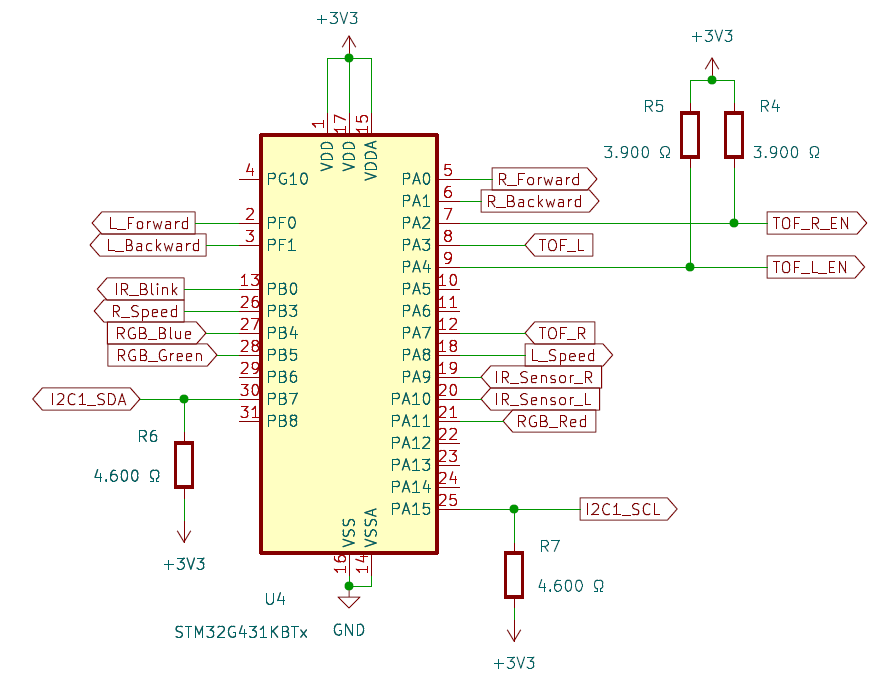 +3V3
+3V3
1
17
15
R5
R4
3.900 Ω
3.900 Ω
VDD
VDD
VDDA
4
PG10
PA0
5
R_Forward
6
PA1
R_Backward
L_Forward
2
PF0
PA2
7
TOF_R_EN
L_Backward
3
PF1
PA3
8
TOF_L
PA4
9
TOF_L_EN
IR_Blink
13
PB0
PA5
10
R_Speed
26
PB3
PA6
11
RGB_Blue
27
PB4
PA7
12
TOF_R
RGB_Green
28
PB5
PA8
18
L_Speed
29
PB6
PA9
19
IR_Sensor_R
I2C1_SDA
30
PB7
PA10
20
IR_Sensor_L
31
PB8
PA11
21
RGB_Red
R6
PA12
22
PA13
23
4.600 Ω
PA14
24
PA15
25
I2C1_SCL
VSS
VSSA
16
14
+3V3
R7
4.600 Ω
U4
STM32G431KBTx
GND
+3V3